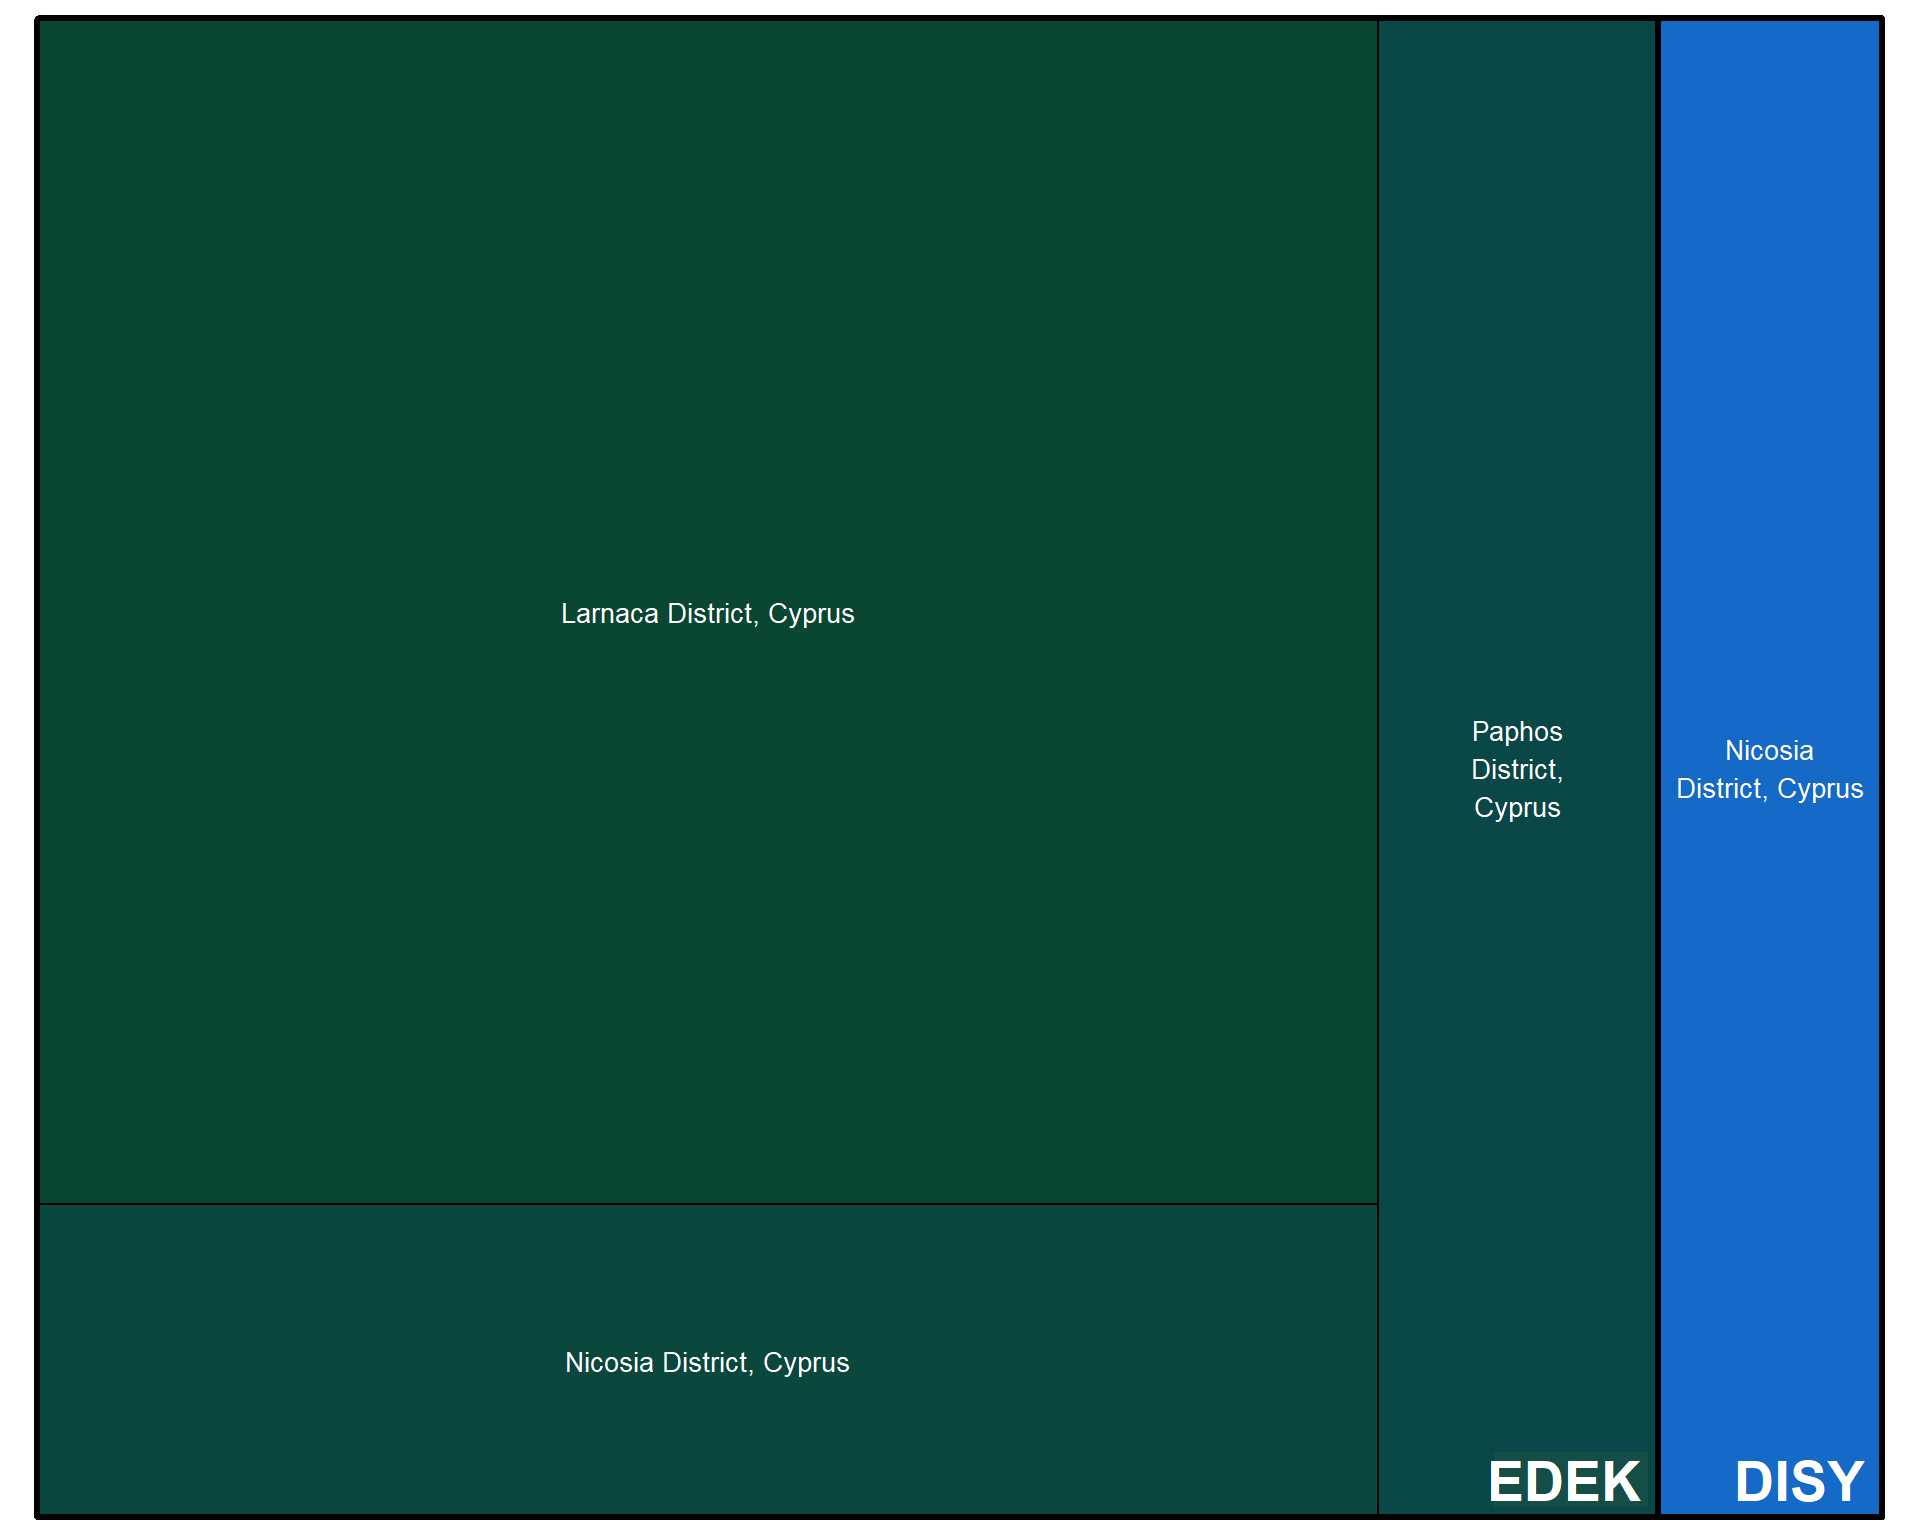 Larnaca District, Cyprus
Nicosia District, Cyprus
Paphos
District,
Cyprus
EDEK
Nicosia
District, Cyprus
DISY